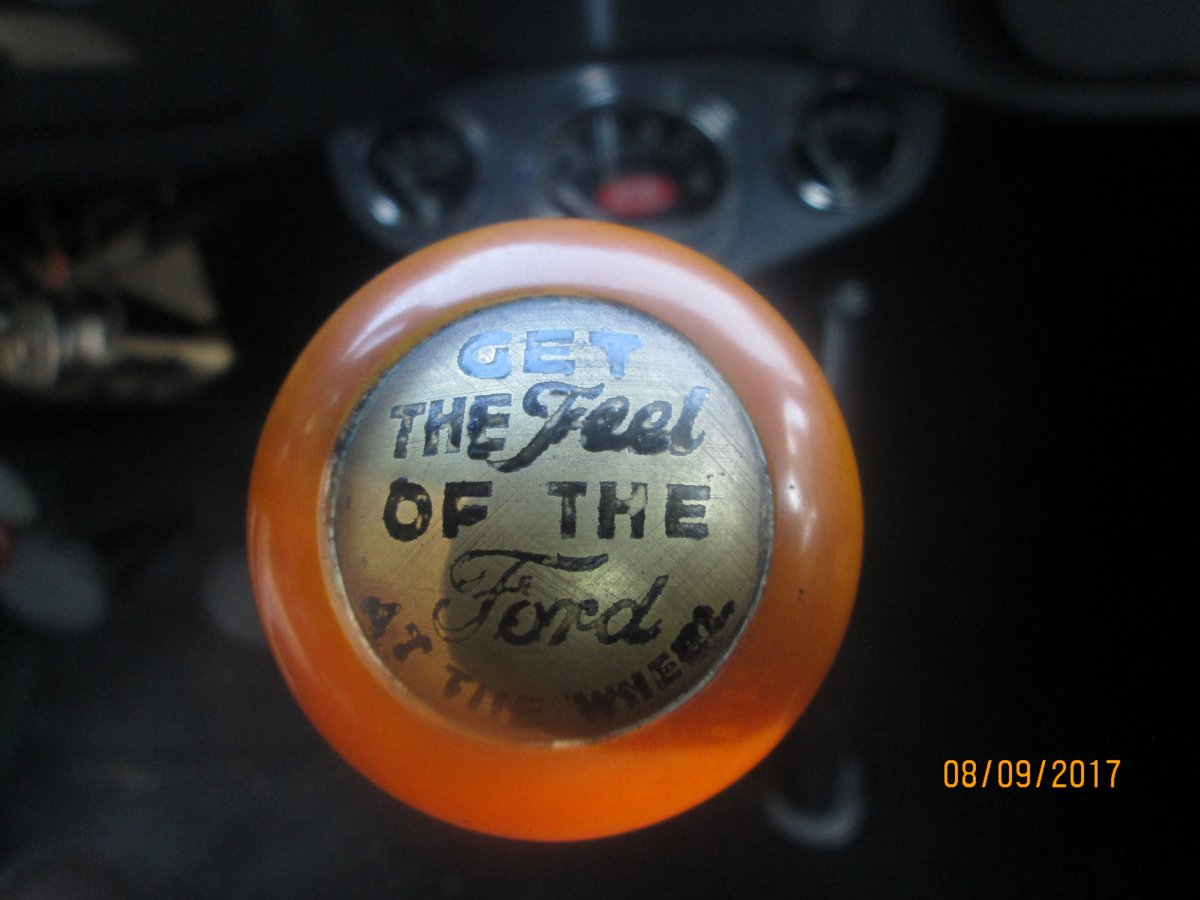 GET
THE Feel
OF THE
Ford
AT THE WHEEL
08/09/2017